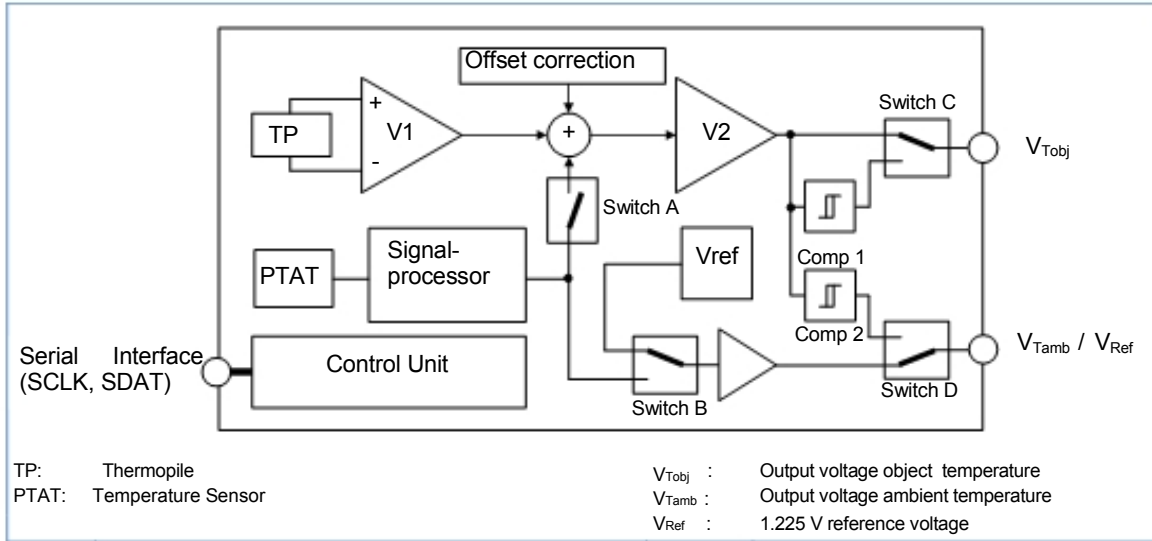 Offset correction
TP
+
-
V1
+
V2
Switch C
VTobj
Switch A
Signal-
processor
PTAT
Vref
Comp 1
Comp 2
VTamb / VRef
Serial Interface
(SCLK, SDAT)
Control Unit
Switch B
Switch D
TP: Thermopile
PTAT: Temperature Sensor
VTobj : Output voltage object temperature
VTamb : Output voltage ambient temperature
VRef : 1.225 V reference voltage